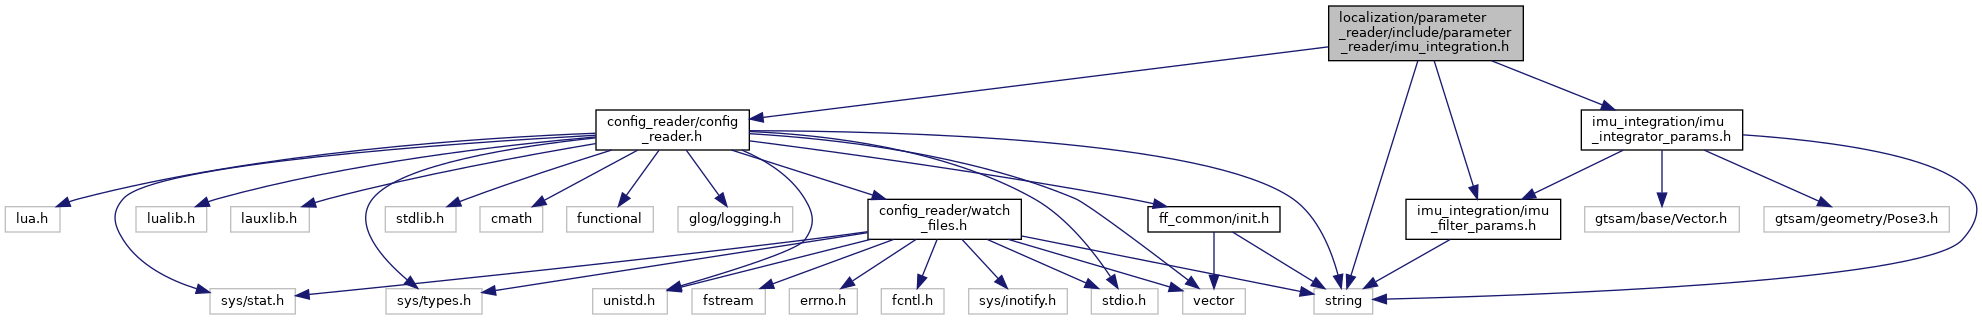 localization/parameter
_reader/include/parameter
_reader/imu_integration.h
config_reader/config
_reader.h
imu_integration/imu
_integrator_params.h
lua.h
lualib.h
lauxlib.h
stdlib.h
cmath
functional
glog/logging.h
config_reader/watch
_files.h
ff_common/init.h
imu_integration/imu
_filter_params.h
gtsam/base/Vector.h
gtsam/geometry/Pose3.h
sys/stat.h
sys/types.h
unistd.h
fstream
errno.h
fcntl.h
sys/inotify.h
stdio.h
vector
string